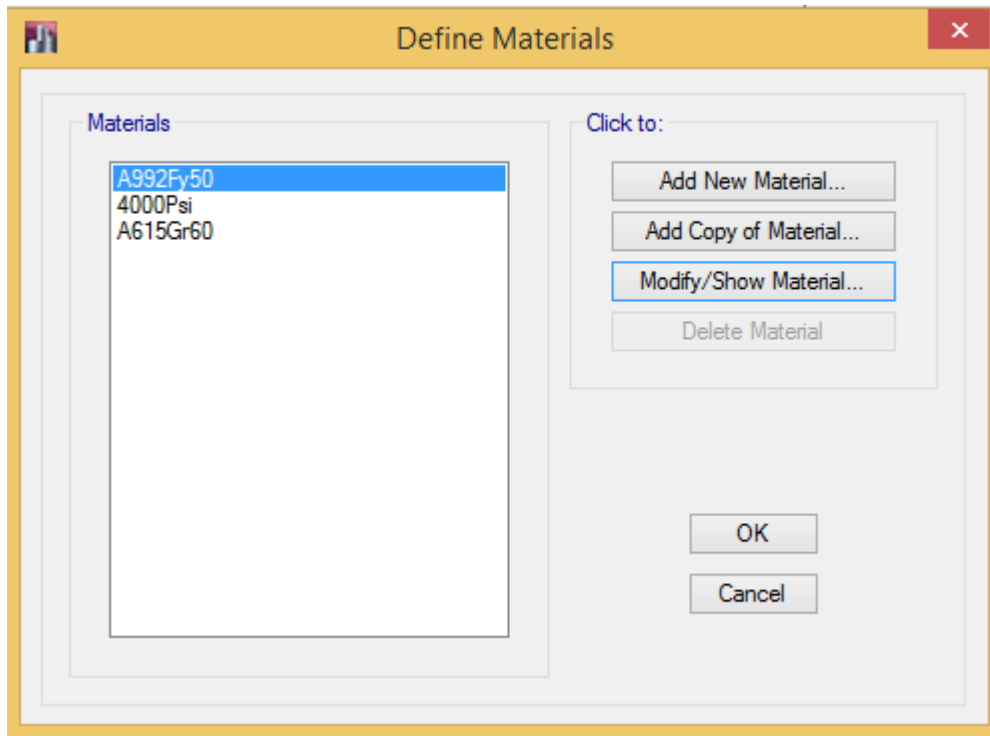 Define Materials
Materials
A992Fy50
4000Psi
A615Gr60
Click to:
Add New Material...
Add Copy of Material...
Modify/Show Material...
Delete Material
OK
Cancel